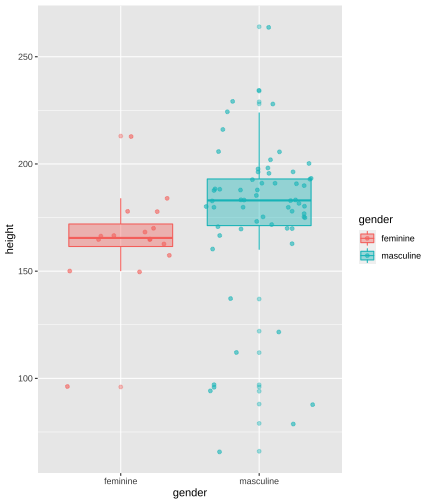 250
200
150
100
height
feminine
masculine
gender
gender
feminine
masculine